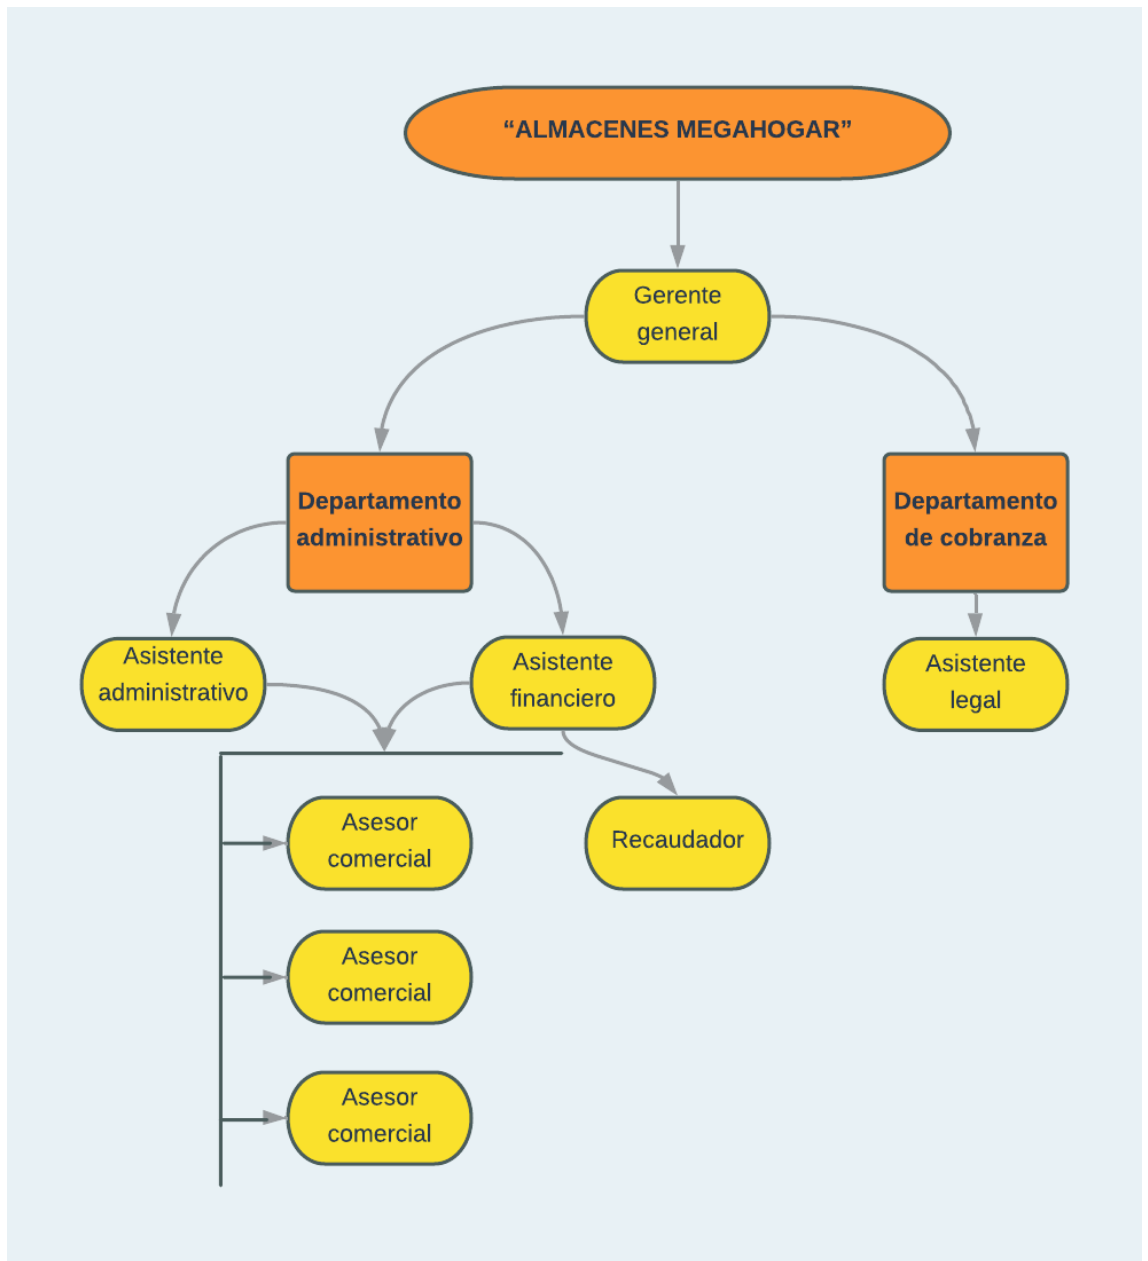 “ALMACENES MEGAHOGAR”
Gerente
general
Departamento
administrativo
Departamento
de cobranza
Asistente
administrativo
Asistente
financiero
Asistente
legal
Asesor
comercial
Recaudador
Asesor
comercial
Asesor
comercial